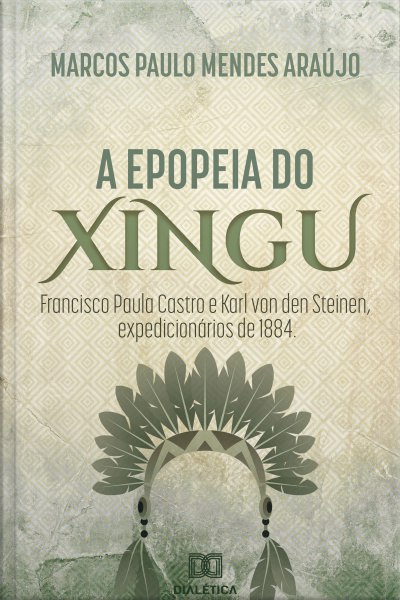 MARCOS PAULO MENDES ARAÚJO
A EPOPEIA DO
XINGU
Francisco Paula Castro e Karl von den Steinen,
expedicionários de 1884.
DIALÉTICA